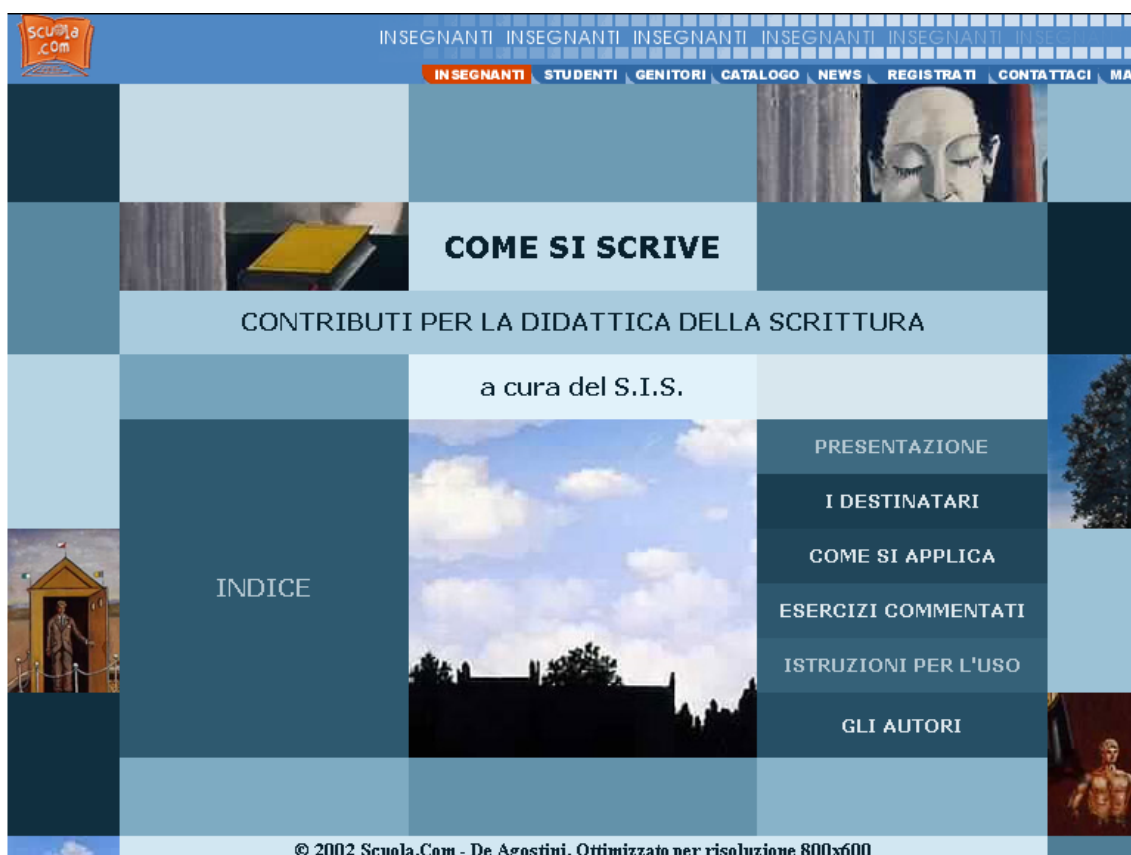 scuola
.com
INSEGNANTI INSEGNANTI INSEGNANTI INSEGNANTI INSEGNANTI
INSEGNANTI STUDENTI GENITORI CATALOGO NEWS REGISTRATI CONTATTACI MA
COME SI SCRIVE
CONTRIBUTI PER LA DIDATTICA DELLA SCRITTURA
a cura del S.I.S.
INDICE
PRESENTAZIONE
I DESTINATARI
COME SI APPLICA
ESERCIZI COMMENTATI
ISTRUZIONI PER L'USO
GLI AUTORI
© 2002 Scuola.Com - De Agostini. Ottimizzato per risoluzione 800x600